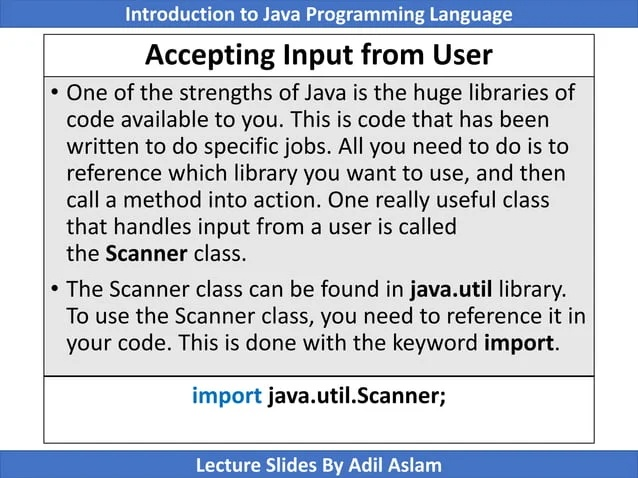 Introduction to Java Programming Language
Accepting Input from User
• One of the strengths of Java is the huge libraries of
code available to you. This is code that has been
written to do specific jobs. All you need to do is to
reference which library you want to use, and then
call a method into action. One really useful class
that handles input from a user is called
the Scanner class.
• The Scanner class can be found in java.util library.
To use the Scanner class, you need to reference it in
your code. This is done with the keyword import.
import java.util.Scanner;
Lecture Slides By Adil Aslam